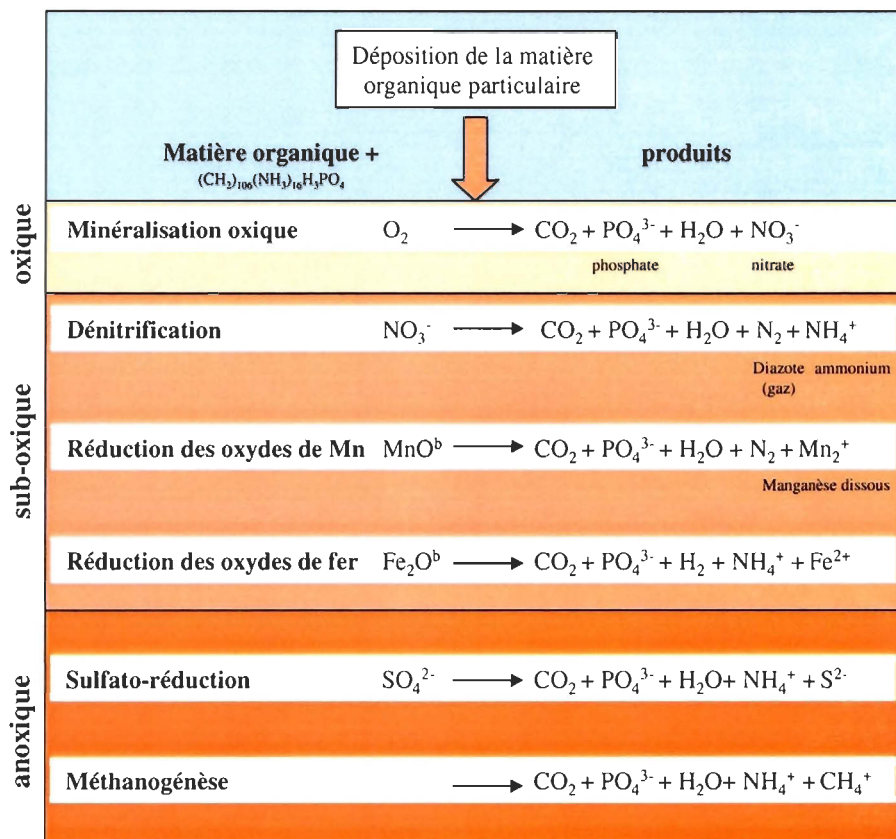 Déposition de la matière
organique particulaire
Matière organique + produits
(CH₂)₁₀₆(NH₃)₁₆H₃PO₄
oxique
Minéralisation oxique O₂ → CO₂ + PO₄³⁻ + H₂O + NO₃⁻
phosphate nitrate
sub-oxique
Dénitrification NO₃⁻ → CO₂ + PO₄³⁻ + H₂O + N₂ + NH₄⁺
Diazote ammonium
(gaz)
Réduction des oxydes de Mn MnOᵇ → CO₂ + PO₄³⁻ + H₂O + N₂ + Mn₂⁺
Manganèse dissous
Réduction des oxydes de fer Fe₂Oᵇ → CO₂ + PO₄³⁻ + H₂ + NH₄⁺ + Fe²⁺
anoxique
Sulfato-réduction SO₄²⁻ → CO₂ + PO₄³⁻ + H₂O+ NH₄⁺ + S²⁻
Méthanogénèse → CO₂ + PO₄³⁻ + H₂O+ NH₄⁺ + CH₄⁺